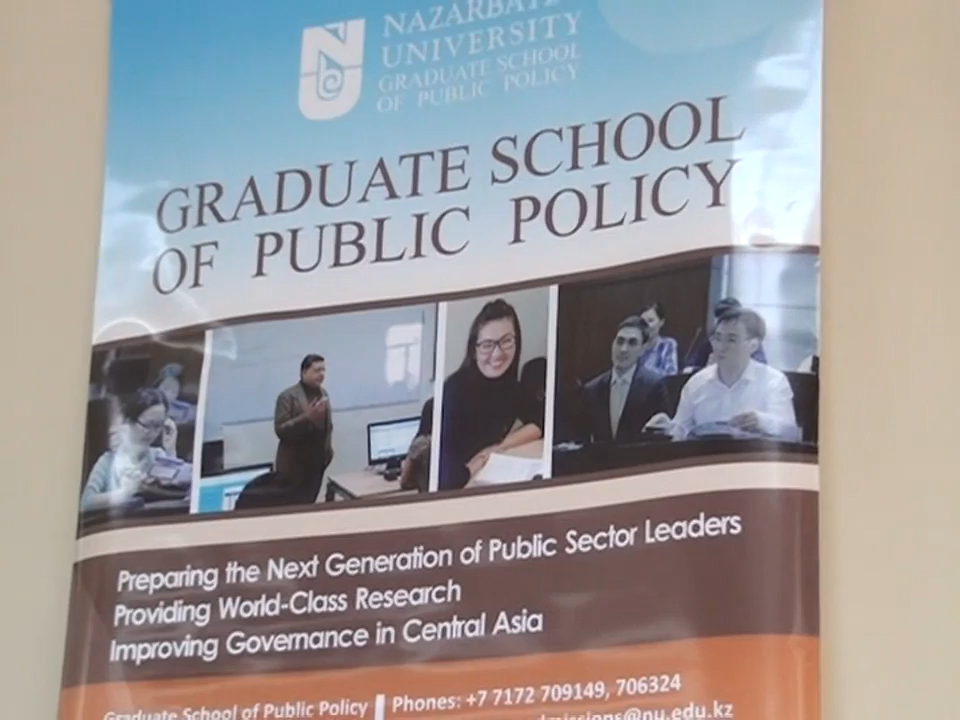 NAZARBAYEV
UNIVERSITY
GRADUATE SCHOOL
OF PUBLIC POLICY
GRADUATE SCHOOL
OF PUBLIC POLICY
Preparing the Next Generation of Public Sector Leaders
Providing World-Class Research
Improving Governance in Central Asia
Graduate School of Public Policy
Phones: +7 7172 709149, 706324